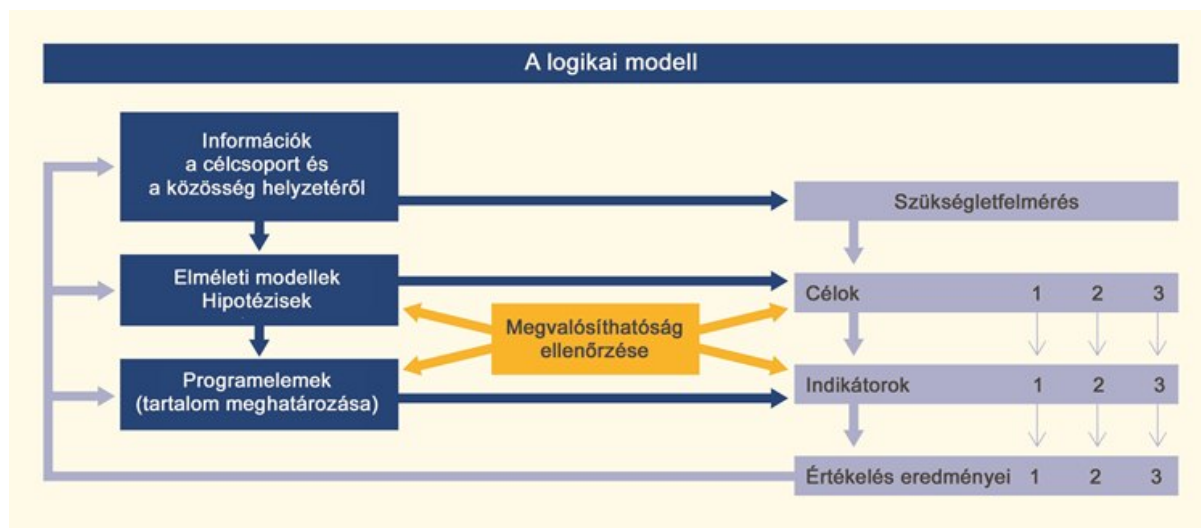 A logikai modell
Információk
a célcsoport és
a közösség helyzetéről
Szükségletfelmérés
Elméleti modellek
Hipotézisek
Célok 1 2 3
Megvalósíthatóság
ellenőrzése
Programelemek
(tartalom meghatározása)
Indikátorok 1 2 3
Értékelés eredményei 1 2 3